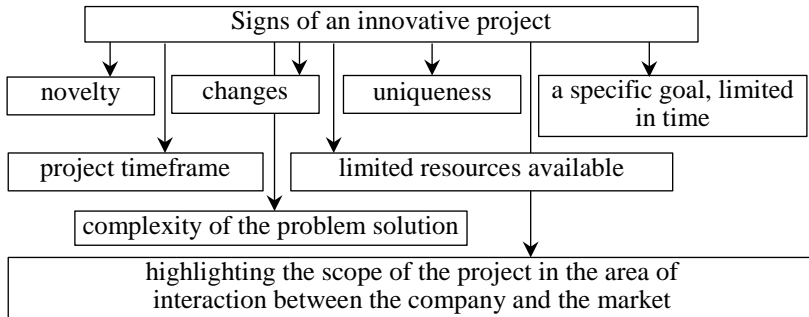 Signs of an innovative project
novelty
changes
uniqueness
a specific goal, limited
in time
project timeframe
limited resources available
complexity of the problem solution
highlighting the scope of the project in the area of
interaction between the company and the market